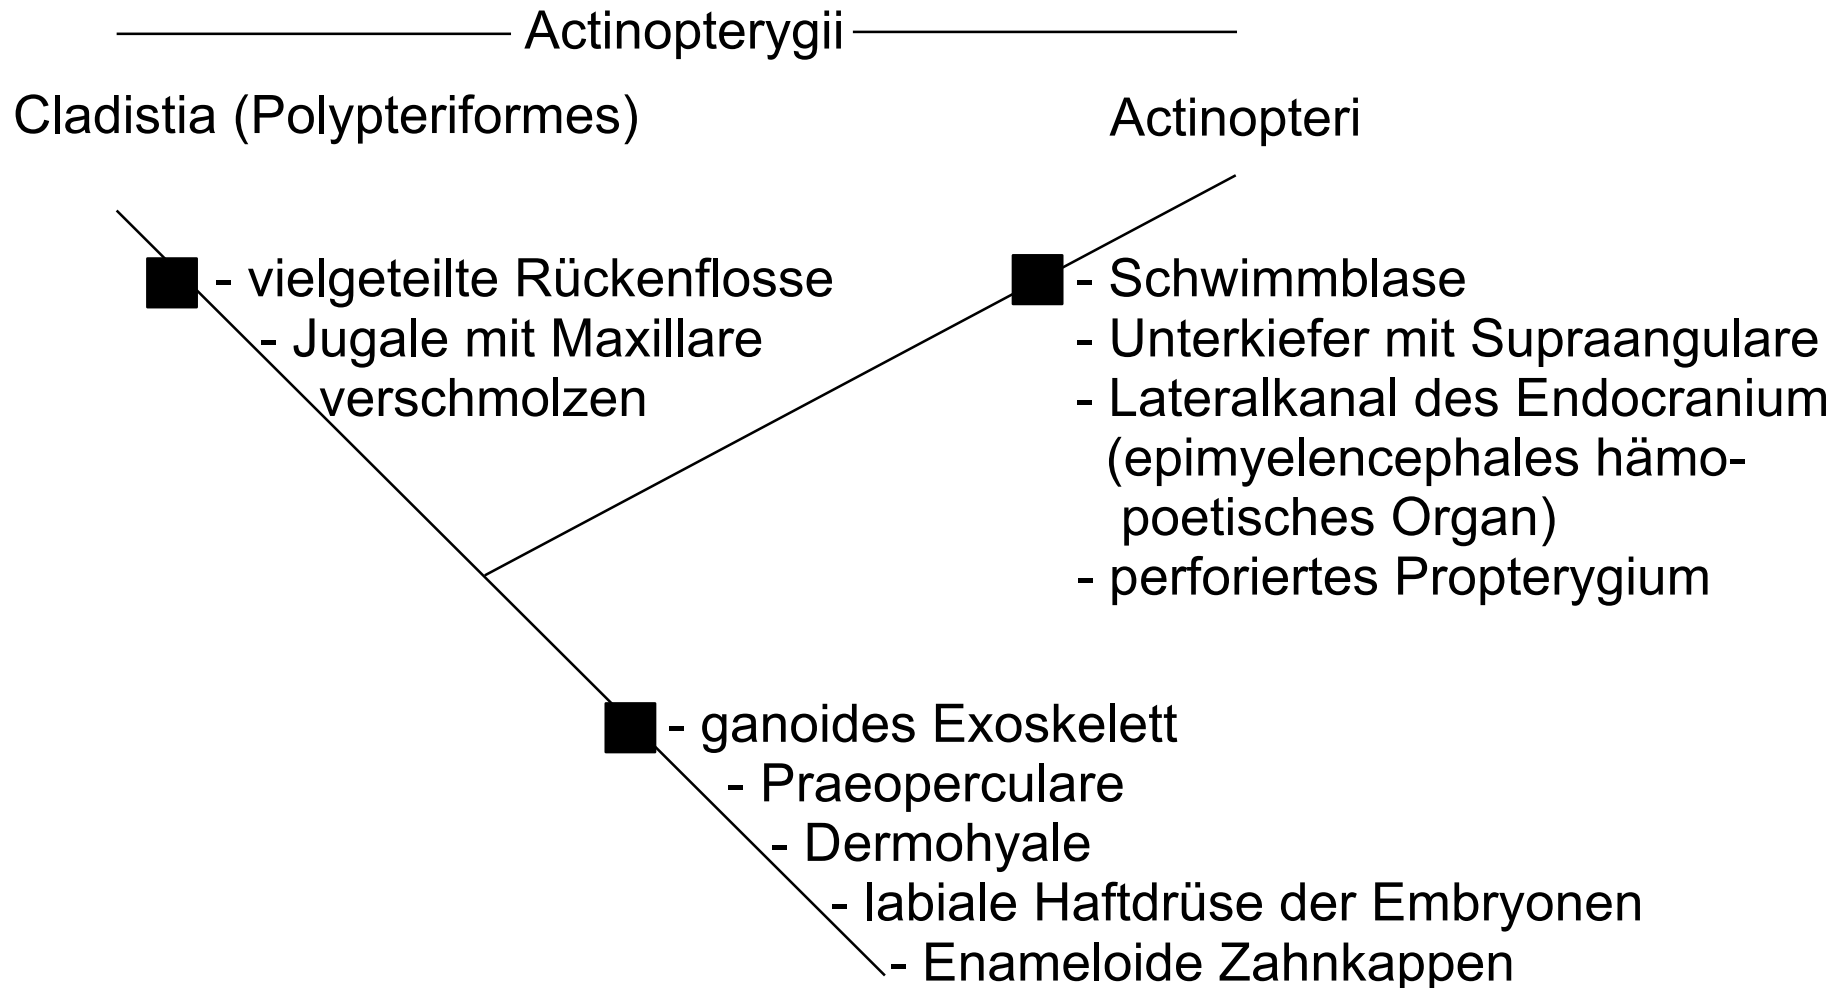 Actinopterygii
Cladistia (Polypteriformes)
Actinopteri
- vielgeteilte Rückenflosse
- Jugale mit Maxillare
verschmolzen
- Schwimmblase
- Unterkiefer mit Supraangulare
- Lateralkanal des Endocranium
(epimyelencephales hämo-
poetisches Organ)
- perforiertes Propterygium
- ganoides Exoskelett
- Praeoperculare
- Dermohyale
- labiale Haftdrüse der Embryonen
- Enameloide Zahnkappen